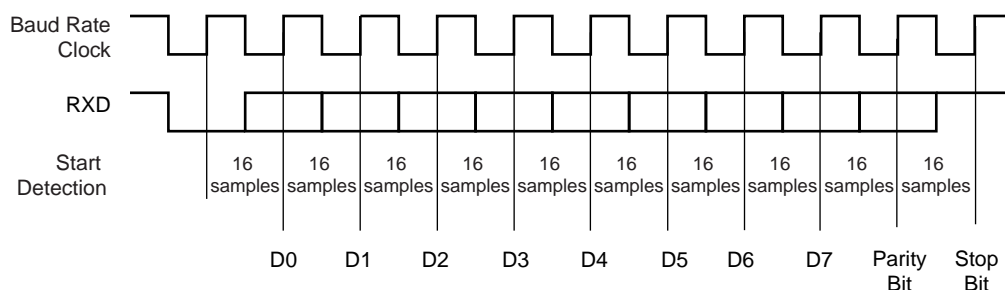 Baud Rate
Clock
RXD
Start
Detection
16 16 16 16 16 16 16 16 16 16
samples samples samples samples samples samples samples samples samples samples
D0 D1 D2 D3 D4 D5 D6 D7 Parity Stop
Bit Bit